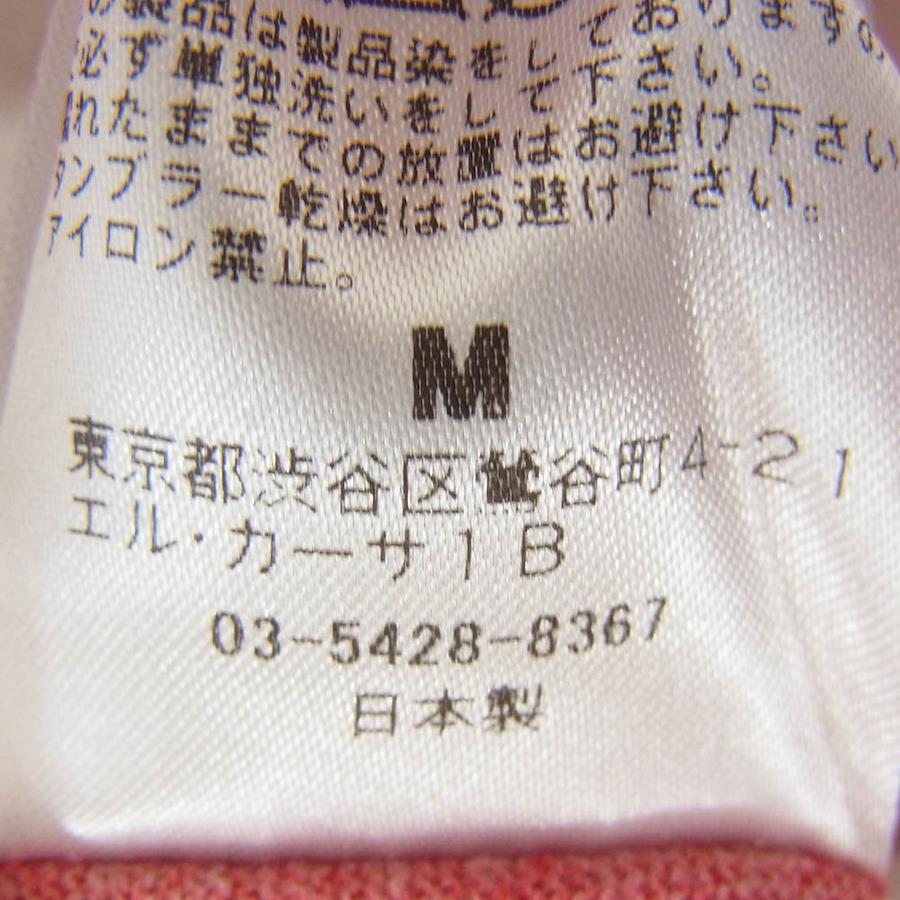 の製品は製品染をしておりますの
必ず単独洗いをして下さい。
れたままでの放置はお避け下さい
タンブラー乾燥はお避け下さい。
アイロン禁止。
M
東京都渋谷区鶯谷町4-21
エル・カーサ1B
03-5428-8367
日本製